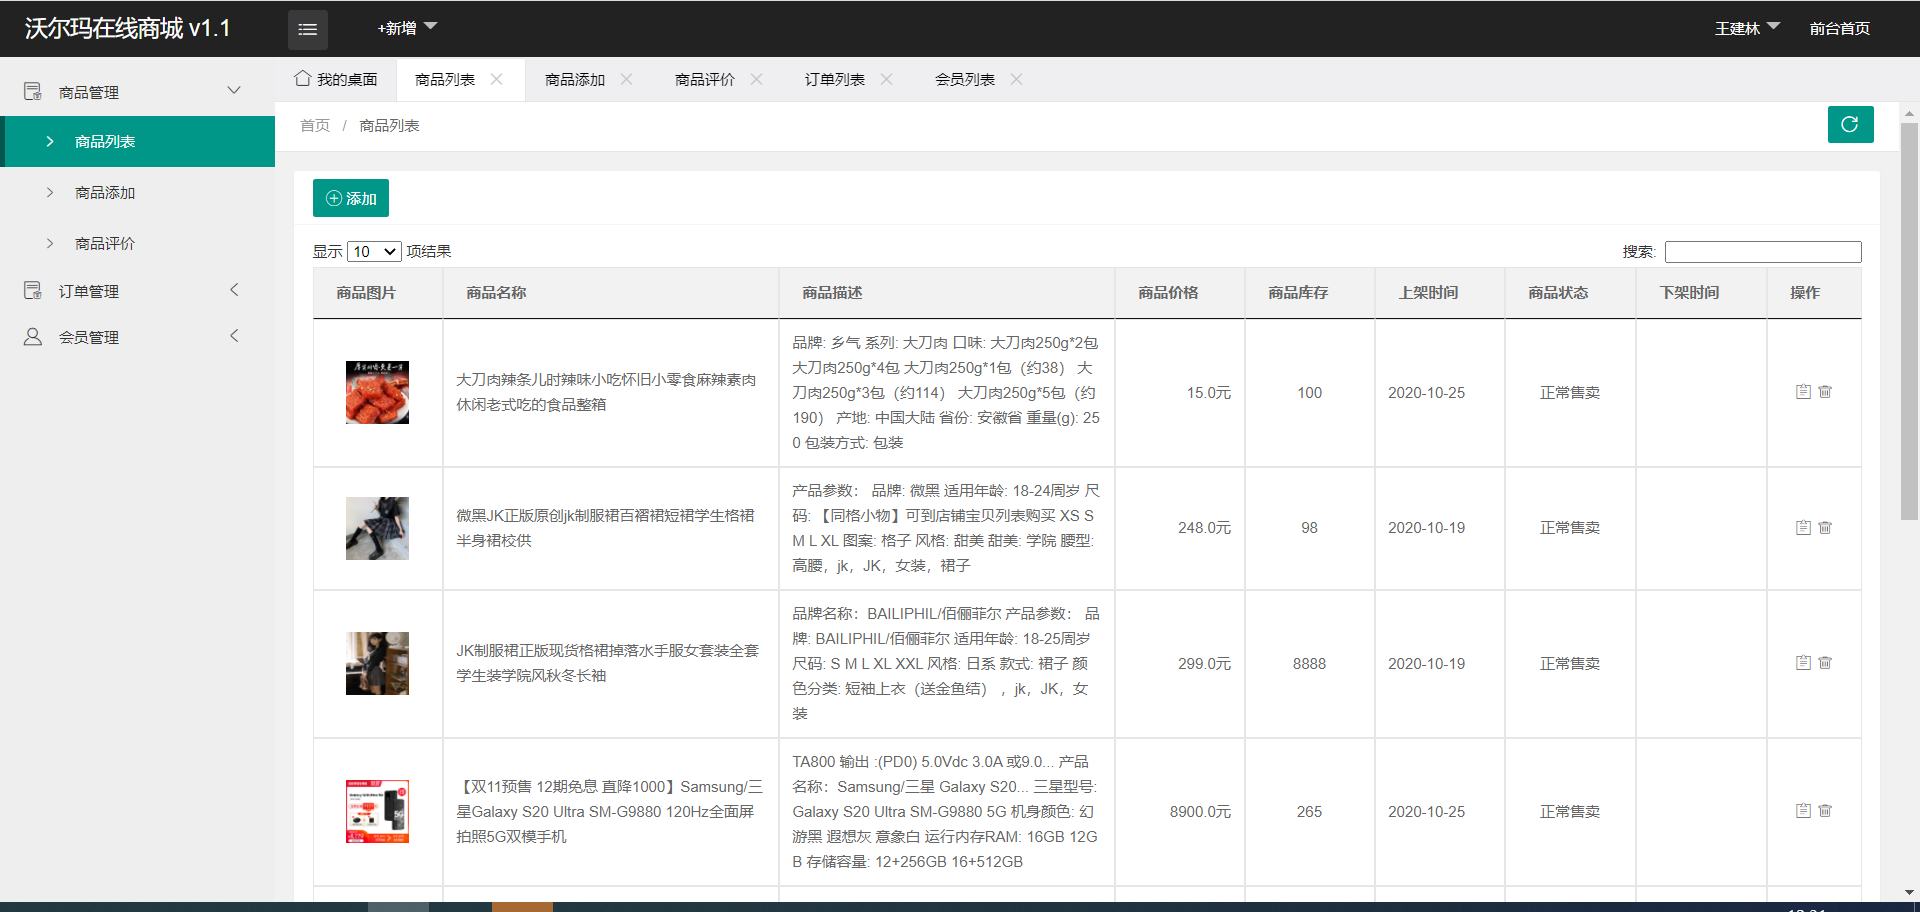 沃尔玛在线商城 v1.1
+新增
王建林
前台首页
商品管理
商品列表
商品添加
商品评价
订单管理
会员管理
我的桌面
商品列表
商品添加
商品评价
订单列表
会员列表
首页 / 商品列表
添加
显示 10 项结果
搜索:
商品图片 商品名称 商品描述 商品价格 商品库存 上架时间 商品状态 下架时间 操作
大刀肉辣条儿时辣味小吃怀旧小零食麻辣素肉
休闲老式吃的食品整箱
品牌: 乡气 系列: 大刀肉 口味: 大刀肉250g*2包
大刀肉250g*4包 大刀肉250g*1包（约38） 大
刀肉250g*3包（约114） 大刀肉250g*5包（约
190） 产地: 中国大陆 省份: 安徽省 重量(g): 25
0 包装方式: 包装
15.0元 100 2020-10-25 正常售卖
微黑JK正版原创jk制服裙百褶裙短裙学生格裙
半身裙校供
产品参数： 品牌: 微黑 适用年龄: 18-24周岁 尺
码: 【同格小物】可到店铺宝贝列表购买 XS S
M L XL 图案: 格子 风格: 甜美 甜美: 学院 腰型:
高腰，jk，JK，女装，裙子
248.0元 98 2020-10-19 正常售卖
JK制服裙正版现货格裙掉落水手服女套装全套
学生装学院风秋冬长袖
品牌名称：BAILIPHIL/佰俪菲尔 产品参数： 品
牌: BAILIPHIL/佰俪菲尔 适用年龄: 18-25周岁
尺码: S M L XL XXL 风格: 日系 款式: 裙子 颜
色分类: 短袖上衣（送金鱼结） ，jk，JK，女
装
299.0元 8888 2020-10-19 正常售卖
【双11预售 12期免息 直降1000】Samsung/三
星Galaxy S20 Ultra SM-G9880 120Hz全面屏
拍照5G双模手机
TA800 输出 :(PD0) 5.0Vdc 3.0A 或9.0... 产品
名称：Samsung/三星 Galaxy S20... 三星型号:
Galaxy S20 Ultra SM-G9880 5G 机身颜色: 幻
游黑 遐想灰 意象白 运行内存RAM: 16GB 12G
B 存储容量: 12+256GB 16+512GB
8900.0元 265 2020-10-25 正常售卖